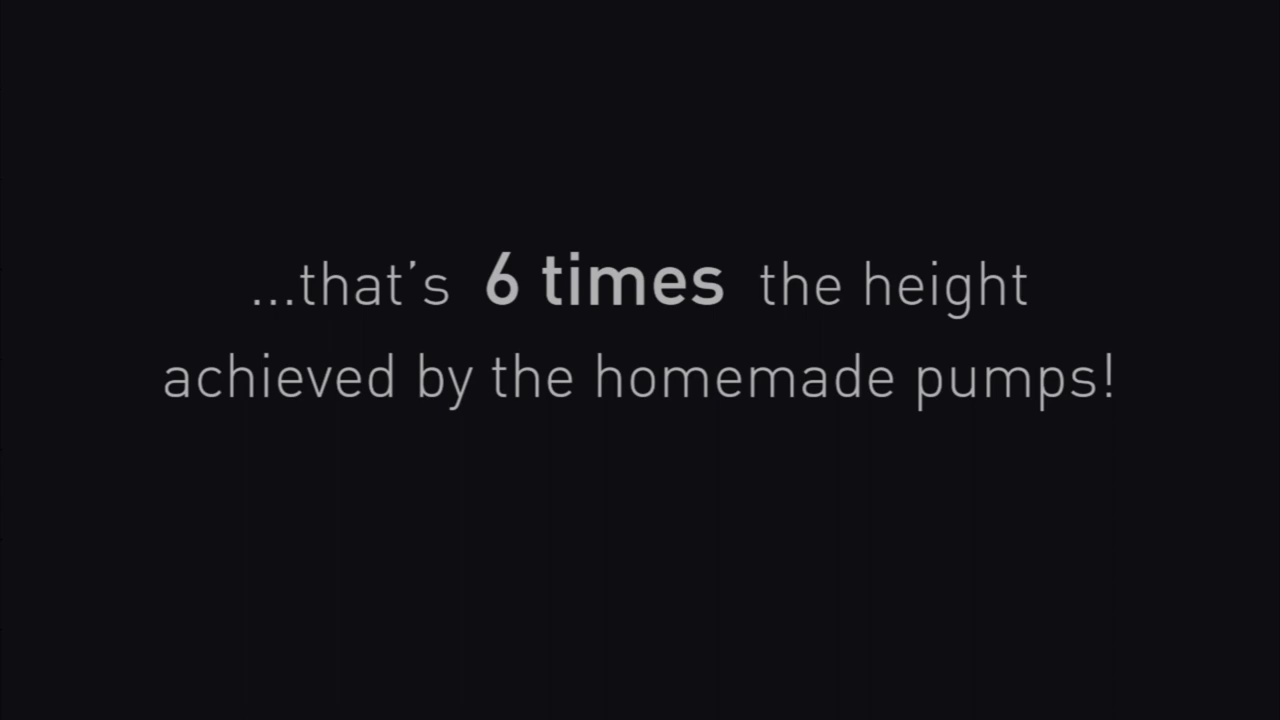 ...that’s 6 times the height
achieved by the homemade pumps!